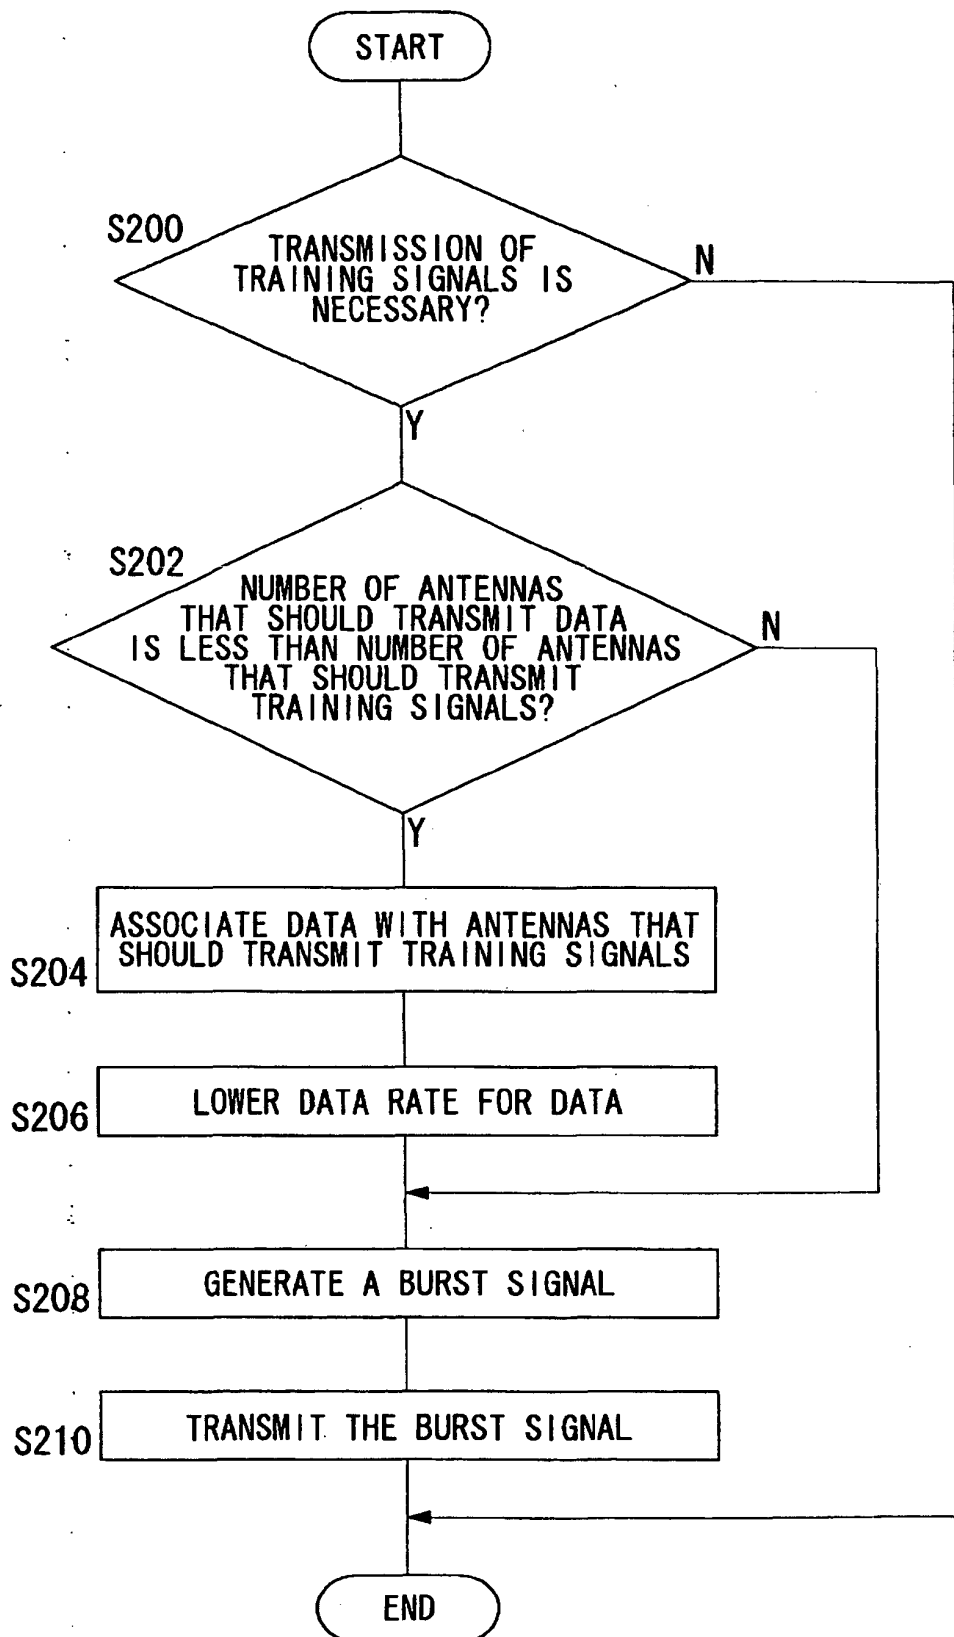 START
S200
TRANSMISSION OF
TRAINING SIGNALS IS
NECESSARY?
N
Y
S202
NUMBER OF ANTENNAS
THAT SHOULD TRANSMIT DATA
IS LESS THAN NUMBER OF ANTENNAS
THAT SHOULD TRANSMIT
TRAINING SIGNALS?
N
Y
ASSOCIATE DATA WITH ANTENNAS THAT
SHOULD TRANSMIT TRAINING SIGNALS
S204
LOWER DATA RATE FOR DATA
S206
GENERATE A BURST SIGNAL
S208
TRANSMIT THE BURST SIGNAL
S210
END